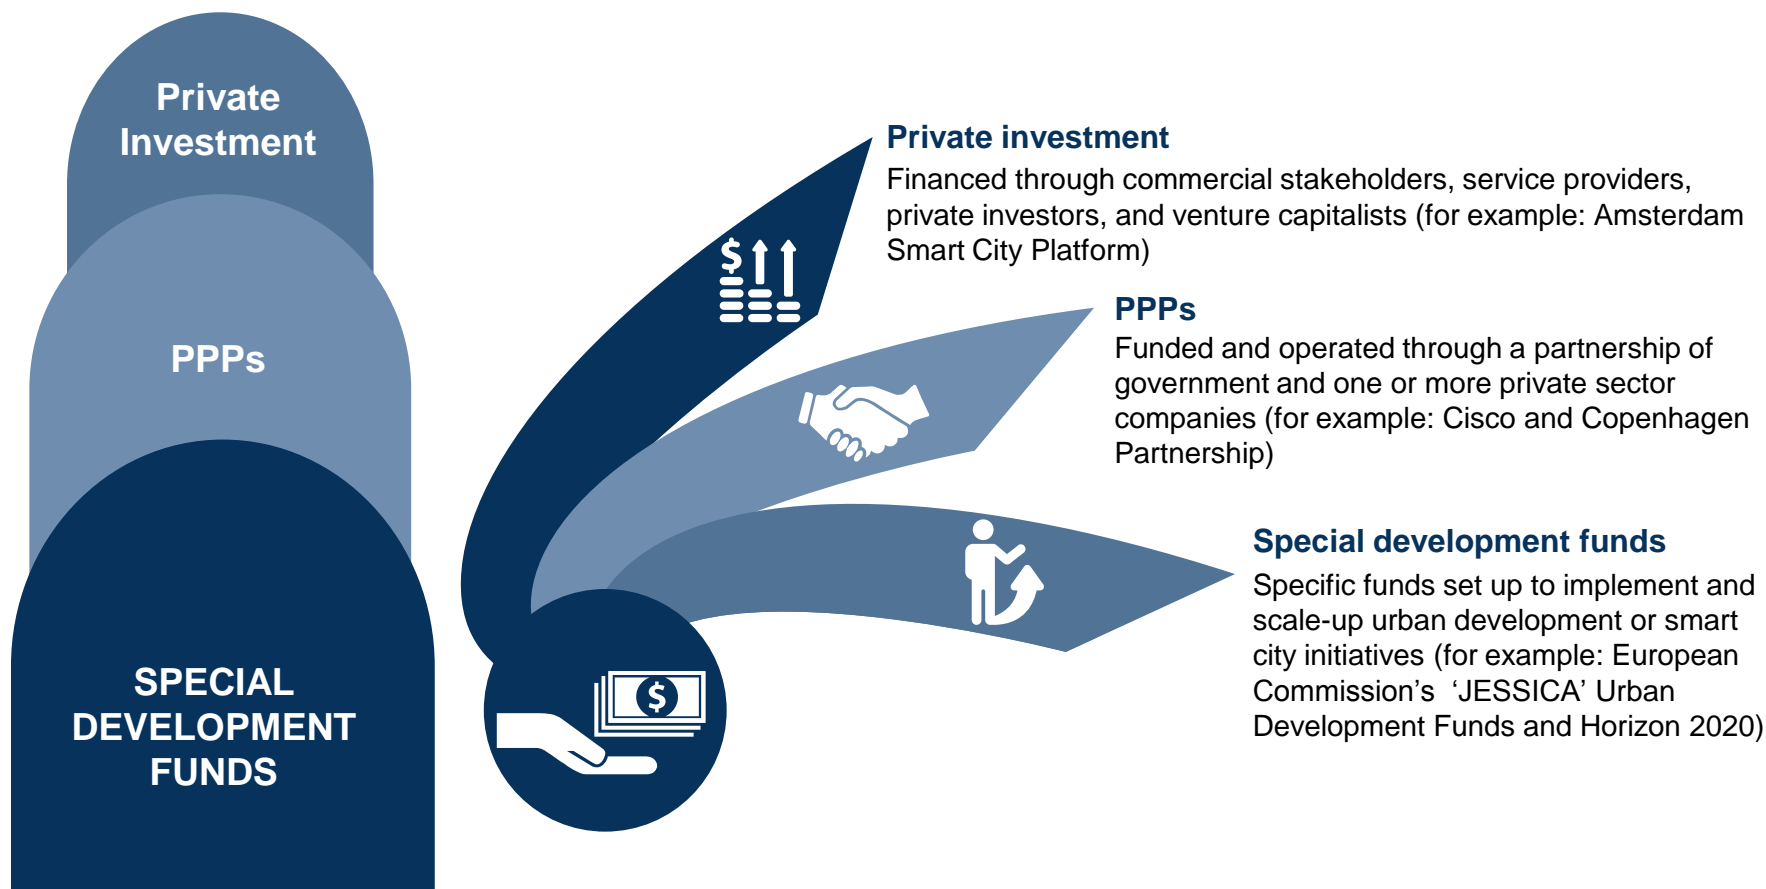 Private
Investment
PPPs
SPECIAL
DEVELOPMENT
FUNDS
$
$
Private investment
Financed through commercial stakeholders, service providers,
private investors, and venture capitalists (for example: Amsterdam
Smart City Platform)
PPPs
Funded and operated through a partnership of
government and one or more private sector
companies (for example: Cisco and Copenhagen
Partnership)
Special development funds
Specific funds set up to implement and
scale-up urban development or smart
city initiatives (for example: European
Commission’s ‘JESSICA’ Urban
Development Funds and Horizon 2020)